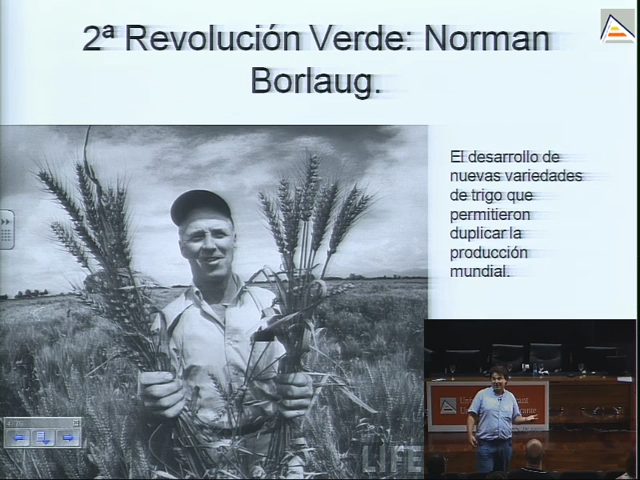 2ª Revolución Verde: Norman
Borlaug.
El desarrollo de
nuevas variedades
de trigo que
permitieron
duplicar la
producción
mundial.
LIFE